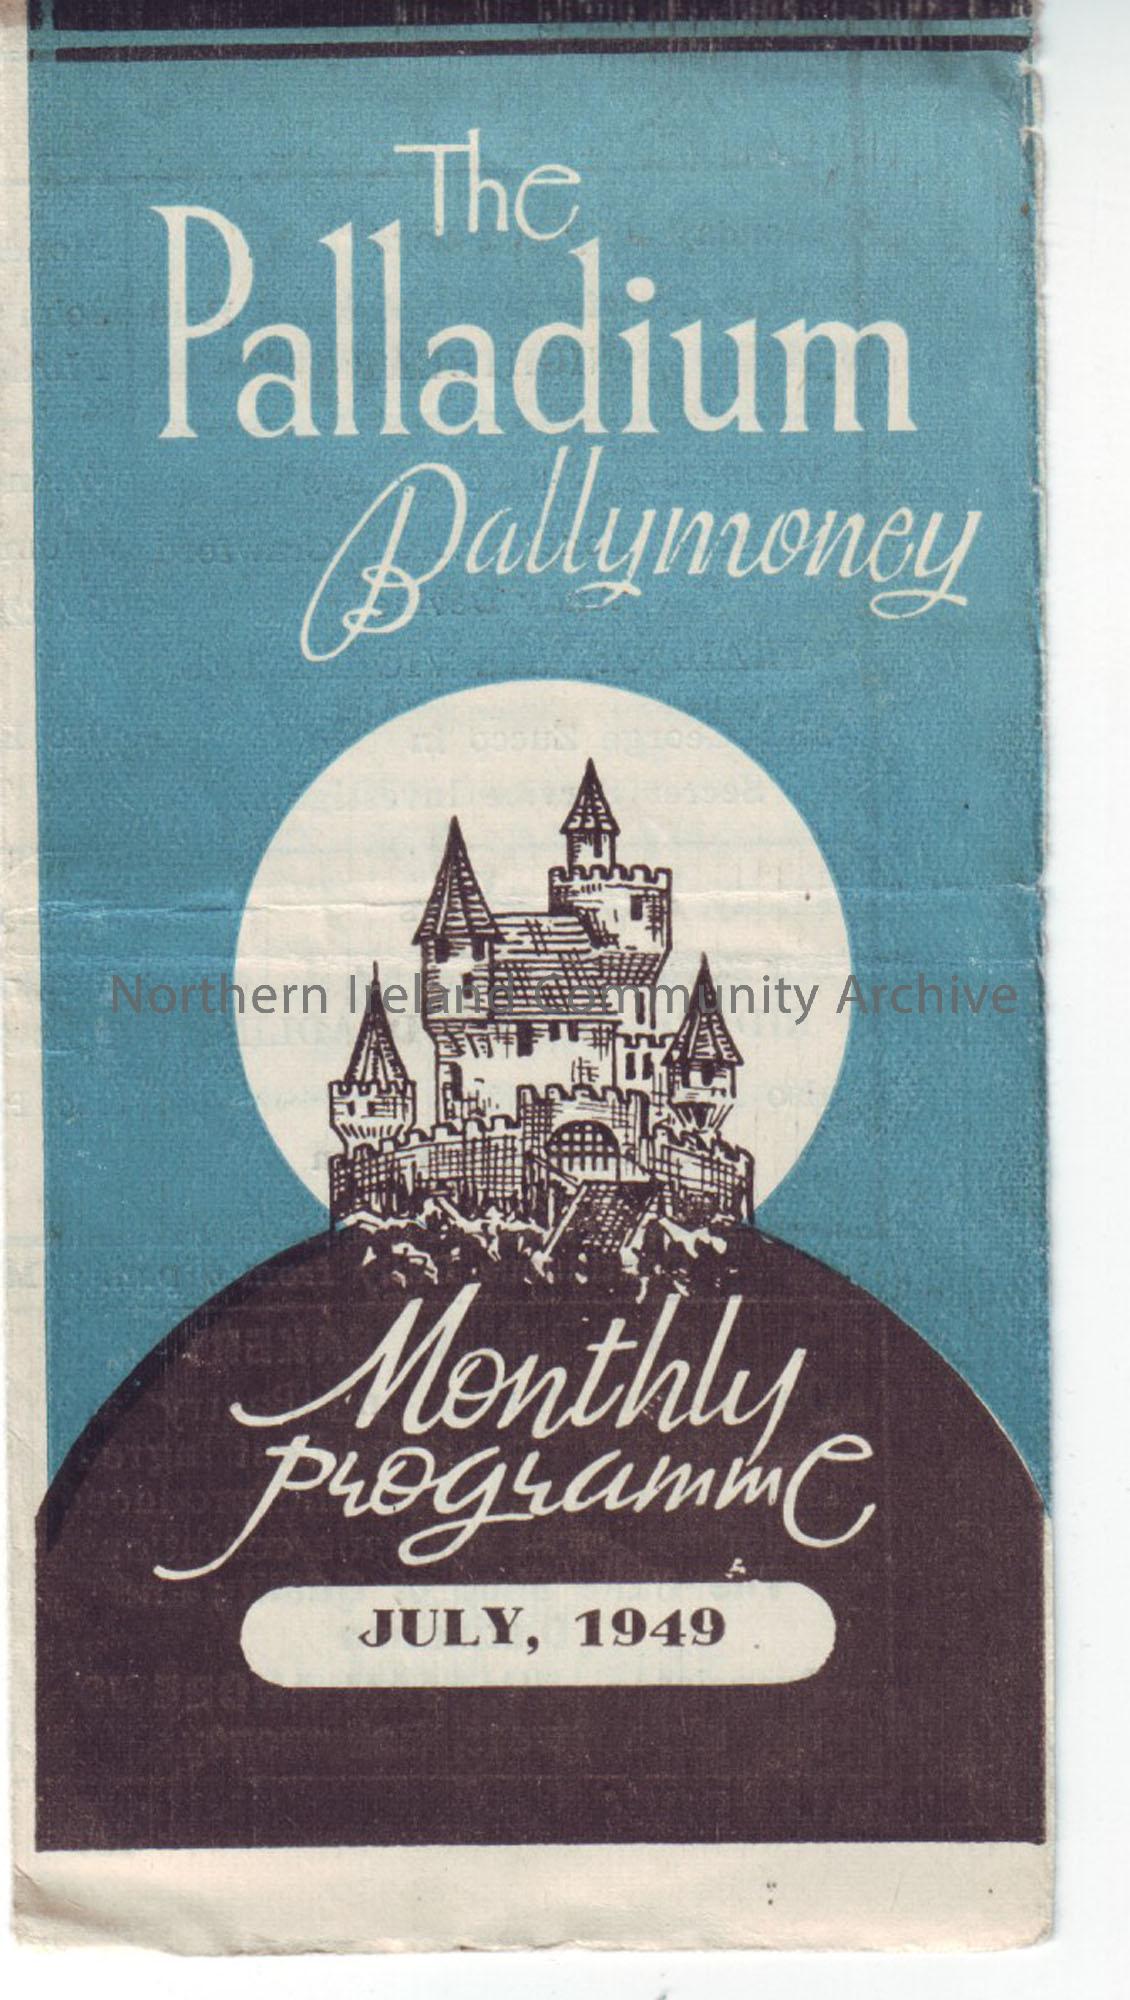 The
Palladium
Ballymoney
Northern Ireland Community Archive
Monthly
programme
JULY, 1949